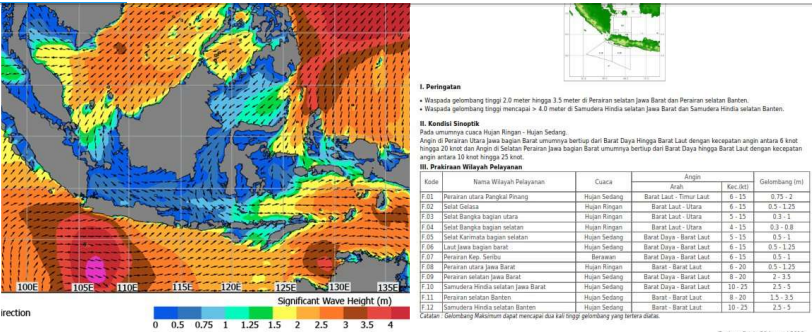 100E 105E 110E 115E 120E 125E 130E 135E
Significant Wave Height (m)
irection
0 0.5 0.75 1 1.25 1.5 2 2.5 3 3.5 4
I. Peringatan
• Waspada gelombang tinggi 2.0 meter hingga 3.5 meter di Perairan selatan Jawa Barat dan Perairan selatan Banten.
• Waspada gelombang tinggi mencapai > 4.0 meter di Samudera Hindia selatan Jawa Barat dan Samudera Hindia selatan Banten.
II. Kondisi Sinoptik
Pada umumnya cuaca Hujan Ringan - Hujan Sedang.
Angin di Perairan Utara Jawa bagian Barat umumnya bertiup dari Barat Daya Hingga Barat Laut dengan kecepatan angin antara 6 knot
hingga 20 knot dan Angin di Selatan Perairan Jawa bagian Barat umumnya bertiup dari Barat Daya hingga Barat Laut dengan kecepatan
angin antara 10 knot hingga 25 knot.
III. Prakiraan Wilayah Pelayanan
Kode Nama Wilayah Pelayanan Cuaca Angin Gelombang (m)
Arah Kec.(kt)
F.01 Perairan utara Pangkal Pinang Hujan Sedang Barat Laut - Timur Laut 6 - 15 0.75 - 2
F.02 Selat Gelasa Hujan Ringan Barat Laut - Utara 6 - 15 0.5 - 1.25
F.03 Selat Bangka bagian utara Hujan Ringan Barat Laut - Utara 5 - 15 0.3 - 1
F.04 Selat Bangka bagian selatan Hujan Ringan Barat Laut - Utara 4 - 15 0.3 - 0.8
F.05 Selat Karimata bagian selatan Hujan Sedang Barat Daya - Barat Laut 5 - 15 0.5 - 1
F.06 Laut Jawa bagian barat Hujan Sedang Barat Daya - Barat Laut 6 - 15 0.5 - 1.25
F.07 Perairan Kep. Seribu Berawan Barat Daya - Barat Laut 6 - 15 0.5 - 1
F.08 Perairan utara Jawa Barat Hujan Ringan Barat - Barat Laut 6 - 20 0.5 - 1.25
F.09 Perairan selatan Jawa Barat Hujan Sedang Barat Daya - Barat Laut 8 - 20 2 - 3.5
F.10 Samudera Hindia selatan Jawa Barat Hujan Sedang Barat Daya - Barat Laut 10 - 25 2.5 - 5
F.11 Perairan selatan Banten Hujan Sedang Barat - Barat Laut 8 - 20 1.5 - 3.5
F.12 Samudera Hindia selatan Banten Hujan Sedang Barat - Barat Laut 10 - 25 2.5 - 5
Catatan : Gelombang Maksimum dapat mencapai dua kali tinggi gelombang yang tertera diatas.